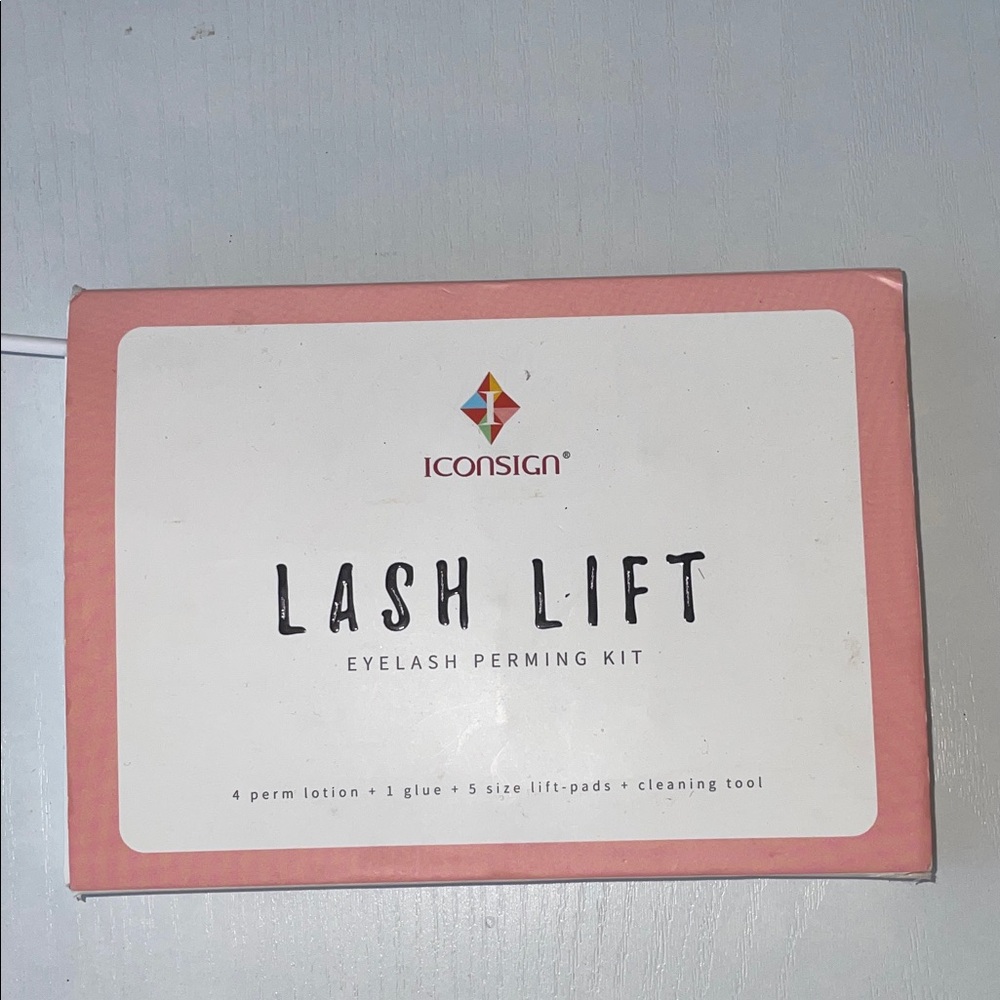 I
ICONSIGN®
LASH LIFT
EYELASH PERMING KIT
4 perm lotion + 1 glue + 5 size lift-pads + cleaning tool